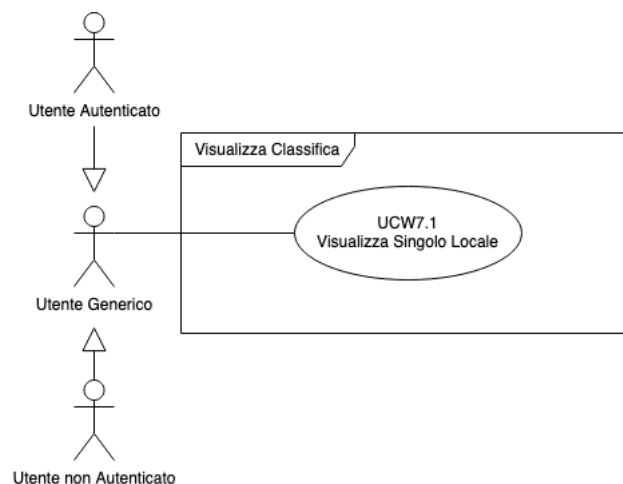 Utente Autenticato
Visualizza Classifica
UCW7.1
Visualizza Singolo Locale
Utente Generico
Utente non Autenticato